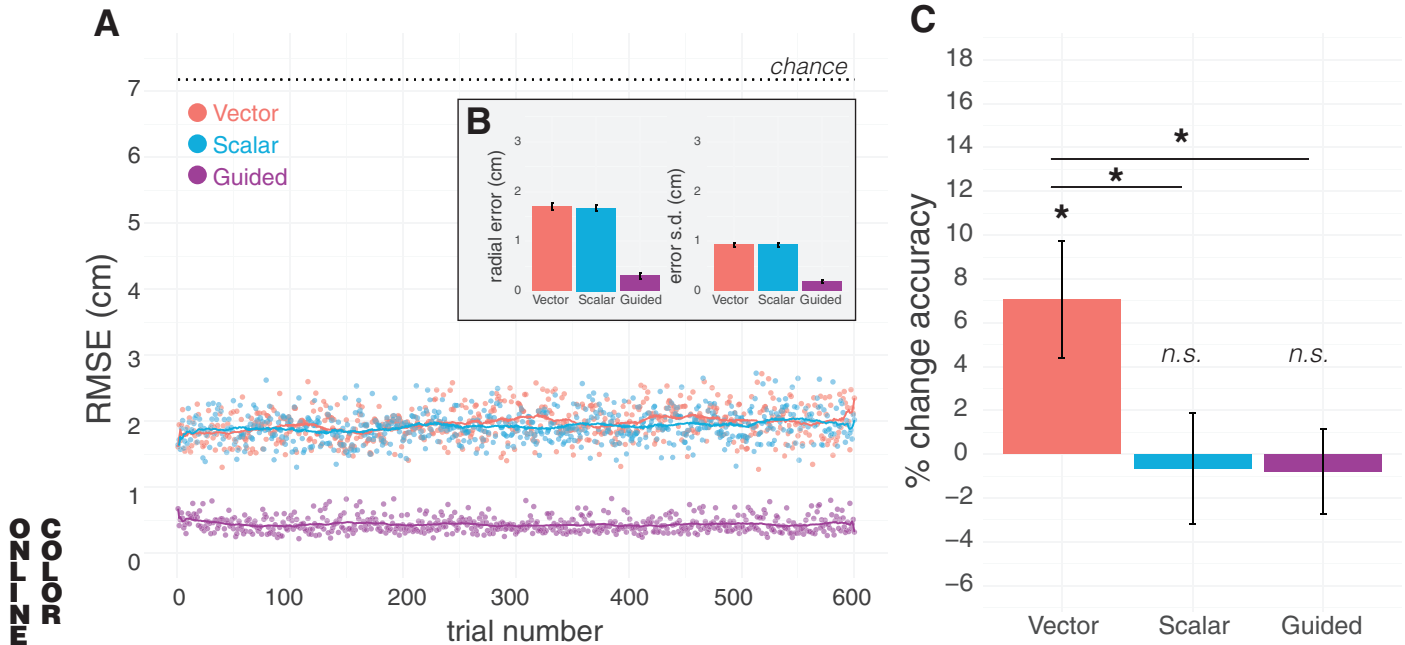 A
chance
7
6
5
4
3
2
1
0
RMSE (cm)
Vector
Scalar
Guided
0
100
200
300
400
500
600
trial number
B
radial error (cm)
3
2
1
0
Vector
Scalar
Guided
error s.d. (cm)
3
2
1
0
Vector
Scalar
Guided
C
% change accuracy
18
16
14
12
10
8
6
4
2
0
−2
−4
−6
*
*
*
n.s.
n.s.
Vector
Scalar
Guided
ONLINE
COLOR